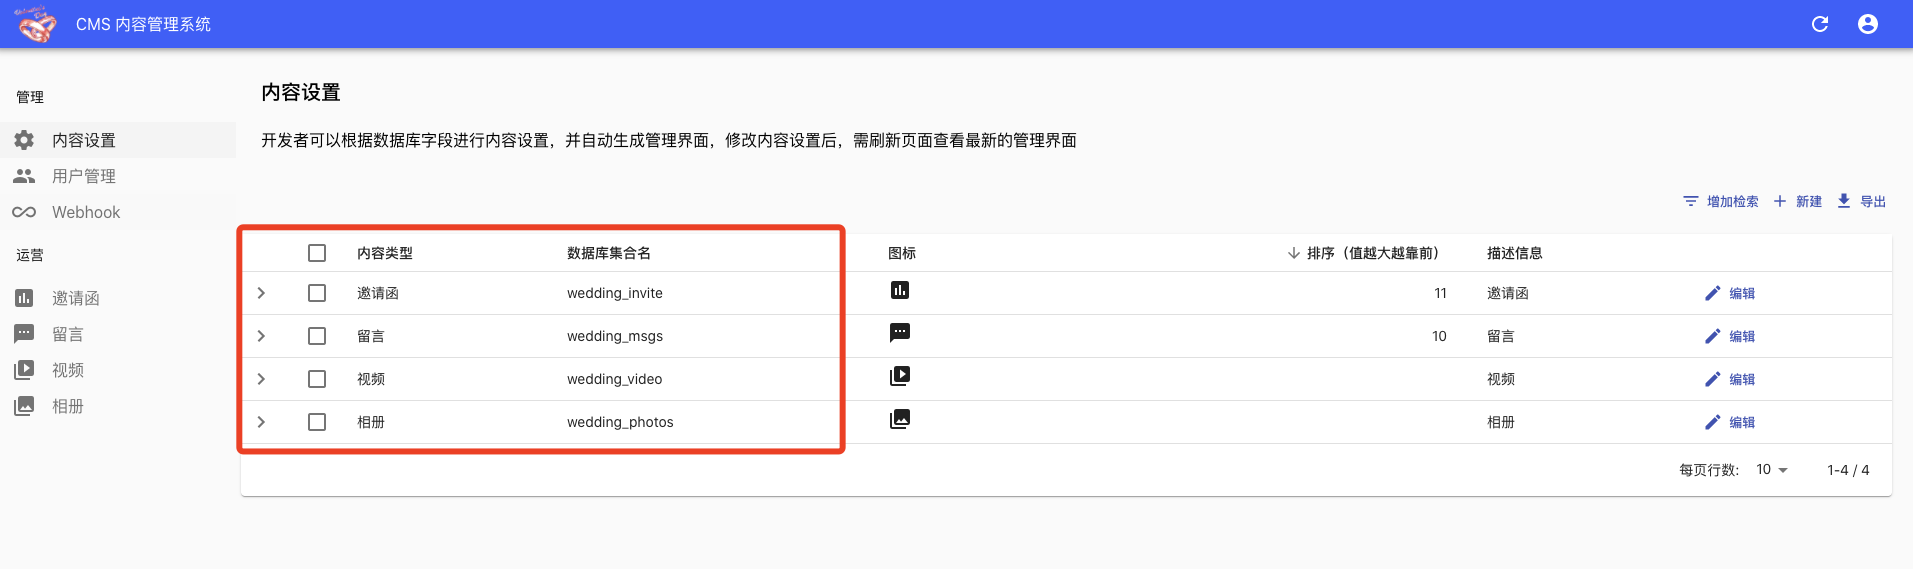 CMS 内容管理系统
管理
内容设置
用户管理
Webhook
运营
邀请函
留言
视频
相册
内容设置
开发者可以根据数据库字段进行内容设置，并自动生成管理界面，修改内容设置后，需刷新页面查看最新的管理界面
增加检索 新建 导出
内容类型 数据库集合名 图标 排序（值越大越靠前） 描述信息
邀请函 wedding_invite 11 邀请函 编辑
留言 wedding_msgs 10 留言 编辑
视频 wedding_video 视频 编辑
相册 wedding_photos 相册 编辑
每页行数: 10 1-4 / 4